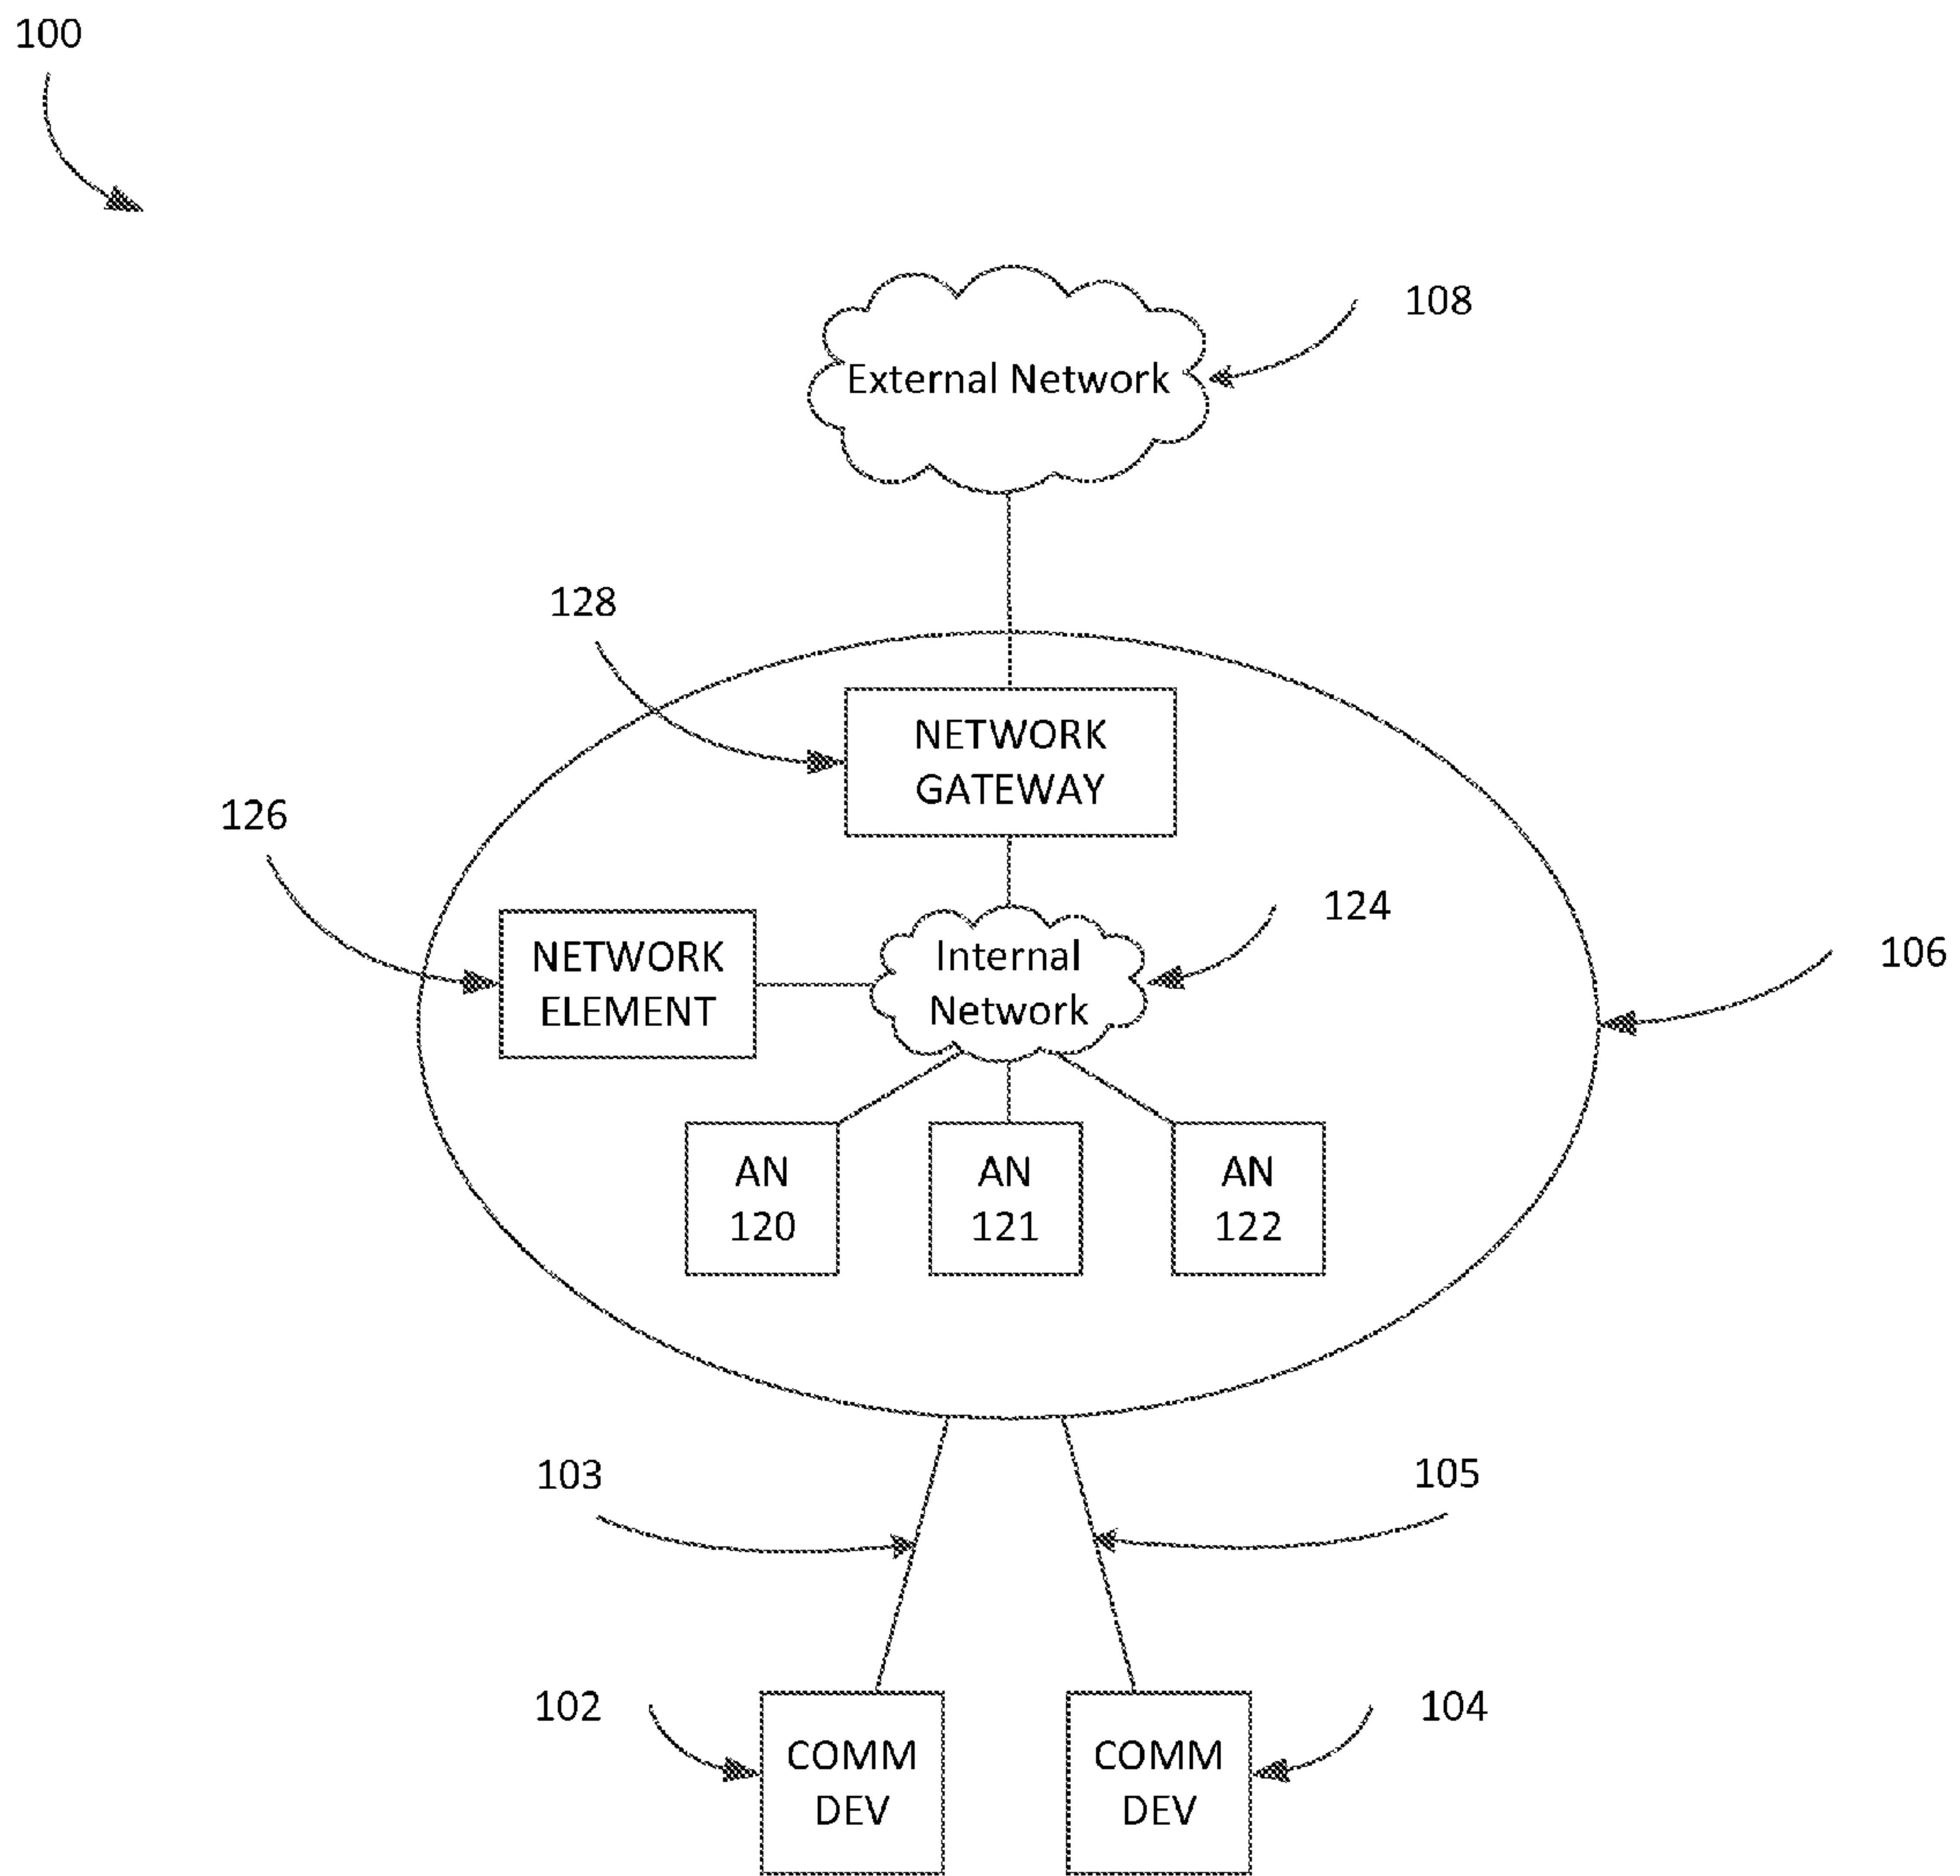 100
108
External Network
128
NETWORK
GATEWAY
126
124
106
NETWORK
ELEMENT
Internal
Network
AN
120
AN
121
AN
122
103
105
102
104
COMM
DEV
COMM
DEV